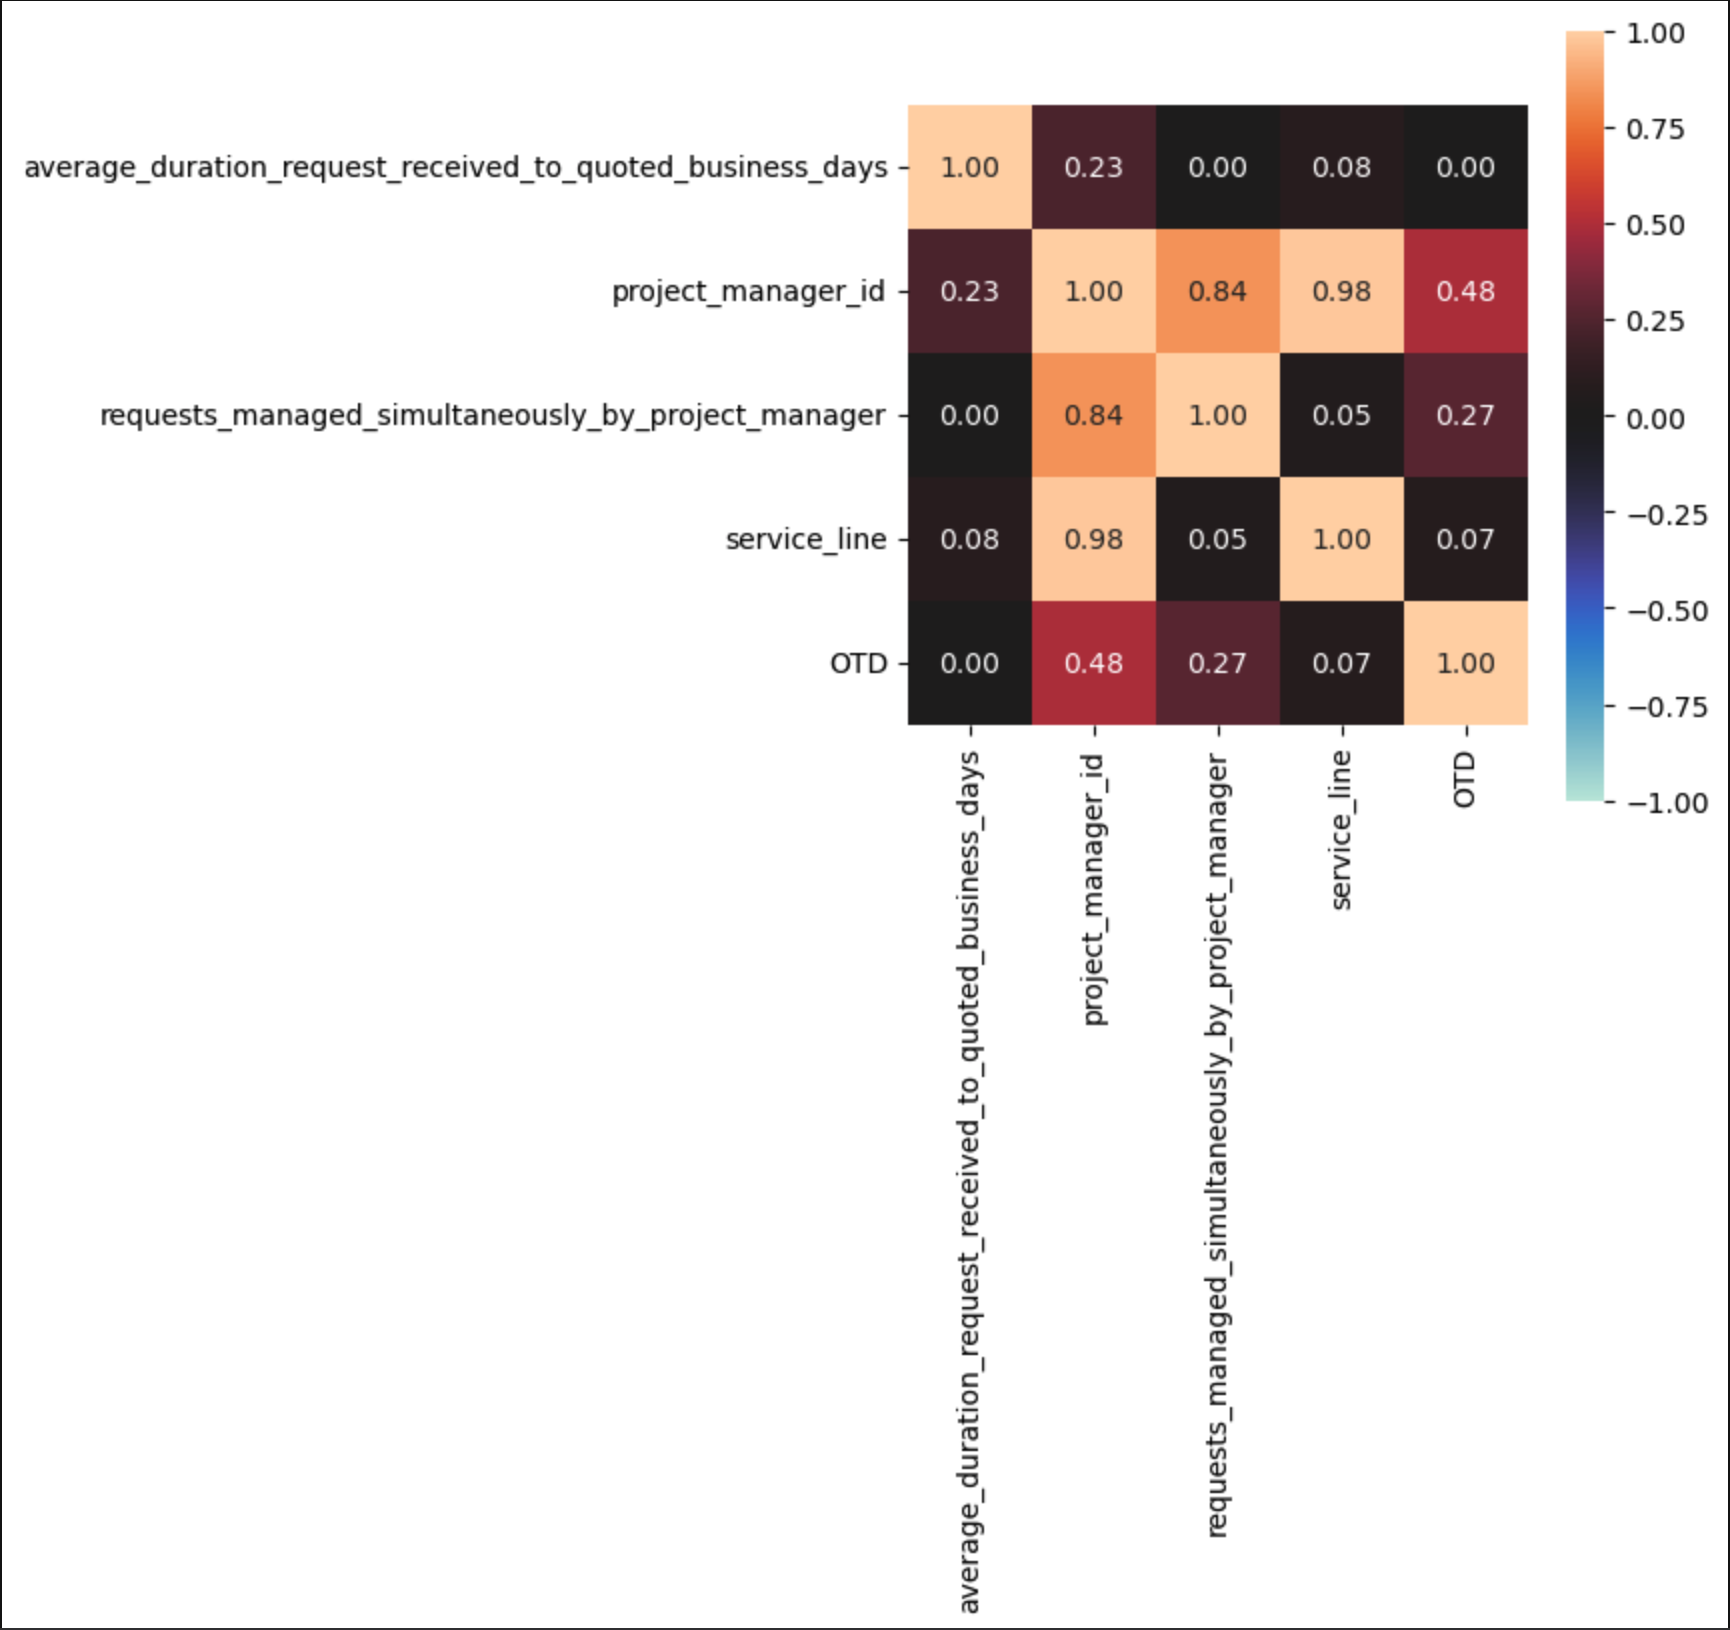 1.00
0.75
0.50
0.25
0.00
−0.25
−0.50
−0.75
−1.00
average_duration_request_received_to_quoted_business_days 1.00 0.23 0.00 0.08 0.00
project_manager_id 0.23 1.00 0.84 0.98 0.48
requests_managed_simultaneously_by_project_manager 0.00 0.84 1.00 0.05 0.27
service_line 0.08 0.98 0.05 1.00 0.07
OTD 0.00 0.48 0.27 0.07 1.00
average_duration_request_received_to_quoted_business_days
project_manager_id
requests_managed_simultaneously_by_project_manager
service_line
OTD